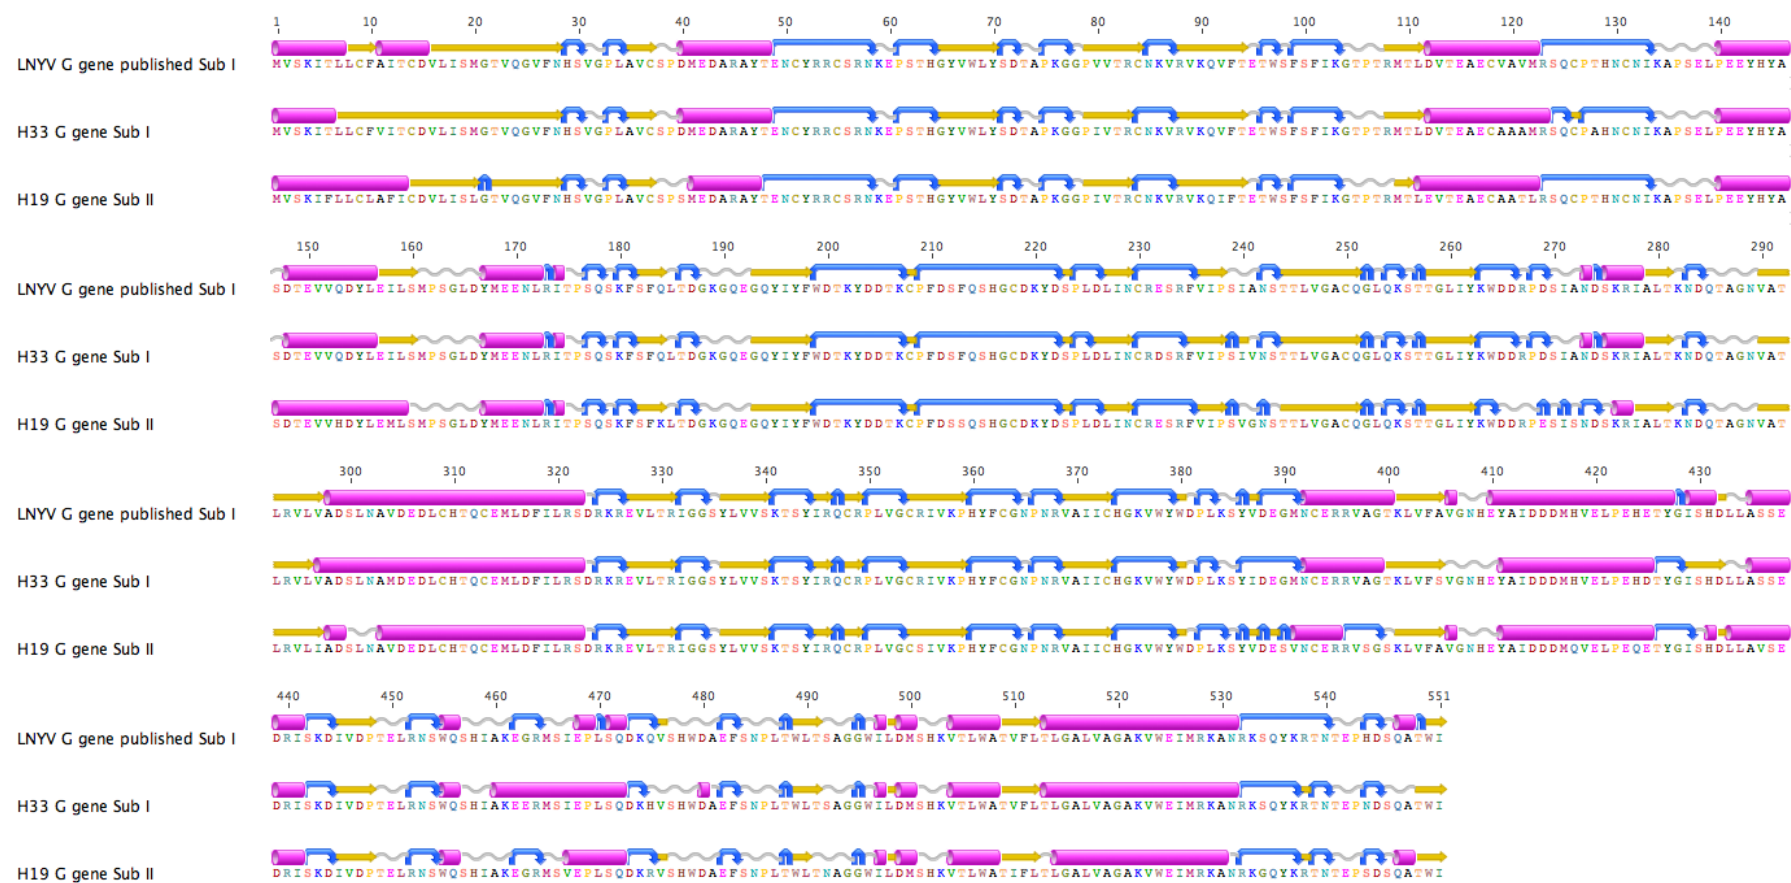 1 10 20 30 40 50 60 70 80 90 100 110 120 130 140
LNYV G gene published Sub I
MVSKITLLCFAITCDVLISMGTVQGVFNHSVGPLAVCSPDMEDARAYTENCYRRCSRNKEPSTHGYVWLYSDTAPKGGPVVTRCNKVRVKQVFTETWSFSFIKGTPTRMTLDVTEAECVAVMRSQCPTHNCNIKAPSELPEEYHYA
H33 G gene Sub I
MVSKITLLCFVITCDVLISMGTVQGVFNHSVGPLAVCSPDMEDARAYTENCYRRCSRNKEPSTHGYVWLYSDTAPKGGPIVTRCNKVRVKQVFTETWSFSFIKGTPTRMTLDVTEAECAAAMRSQCPAHNCNIKAPSELPEEYHYA
H19 G gene Sub II
MVSKIFLLCLAFICDVLISLGTVQGVFNHSVGPLAVCSPSMEDARAYTENCYRRCSRNKEPSTHGYVWLYSDTAPKGGPIVTRCNKVRVKQIFTETWSFSFIKGTPTRMTLEVTEAECAATLRSQCPTHNCNIKAPSELPEEYHYA
150 160 170 180 190 200 210 220 230 240 250 260 270 280 290
LNYV G gene published Sub I
SDTEVVQDYLEILSMPSGLDYMEENLRITPSQSKFSFQLTDGKGQEGQYIYFWDTKYDDTKCPFDSFQSHGCDKYDSPLDLINCRESRFVIPSIANSTTLVGACQGLQKSTTGLIYKWDDRPDSIANDSKRIALTKNDQTAGNVAT
H33 G gene Sub I
SDTEVVQDYLEILSMPSGLDYMEENLRITPSQSKFSFQLTDGKGQEGQYIYFWDTKYDDTKCPFDSFQSHGCDKYDSPLDLINCRDSRFVIPSIVNSTTLVGACQGLQKSTTGLIYKWDDRPDSIANDSKRIALTKNDQTAGNVAT
H19 G gene Sub II
SDTEVVHDYLEMLSMPSGLDYMEENLRITPSQSKFSFKLTDGKGQEGQYIYFWDTKYDDTKCPFDSSQSHGCDKYDSPLDLINCRESRFVIPSVGNSTTLVGACQGLQKSTTGLIYKWDDRPESISNDSKRIALTKNDQTAGNVAT
300 310 320 330 340 350 360 370 380 390 400 410 420 430
LNYV G gene published Sub I
LRVLVADSLNAVDEDLCHTQCEMLDFILRSDRKREVLTRIGGSYLVVSKTSYIRQCRPLVGCRIVKPHYFCGNPNRVAIICHGKVWYWDPLKSYVDEGMNCERRVAGTKLVFAVGNHEYAIDDDMHVELPEHETYGISHDLLASSE
H33 G gene Sub I
LRVLVADSLNAMDEDLCHTQCEMLDFILRSDRKREVLTRIGGSYLVVSKTSYIRQCRPLVGCRIVKPHYFCGNPNRVAIICHGKVWYWDPLKSYIDEGMNCERRVAGTKLVFSVGNHEYAIDDDMHVELPEHDTYGISHDLLASSE
H19 G gene Sub II
LRVLIADSLNAVDEDLCHTQCEMLDFILRSDRKREVLTRIGGSYLVVSKTSYIRQCRPLVGCSIVKPHYFCGNPNRVAIICHGKVWYWDPLKSYVDESVNCERRVSGSKLVFAVGNHEYAIDDDMQVELPEQETYGISHDLLAVSE
440 450 460 470 480 490 500 510 520 530 540 551
LNYV G gene published Sub I
DRISKDIVDPTELRNSWQSHIAKEGRMSIEPLSQDKQVSHWDAEFSNPLTWLTSAGGWILDMSHKVTLWATVFLTLGALVAGAKVWEIMRKANRKSQYKRTNTEPHDSQATWI
H33 G gene Sub I
DRISKDIVDPTELRNSWQSHIAKEERMSIEPLSQDKHVSHWDAEFSNPLTWLTSAGGWILDMSHKVTLWATVFLTLGALVAGAKVWEIMRKANRKSQYKRTNTEPNDSQATWI
H19 G gene Sub II
DRISKDIVDPTELRNSWQSHIAKEGRMSVEPLSQDKRVSHWDAEFSNPLTWLTNAGGWILDMSHKVTLWATIFLTLGALVAGAKVWEIMRKANRKGQYKRTNTEPSDSQATWI